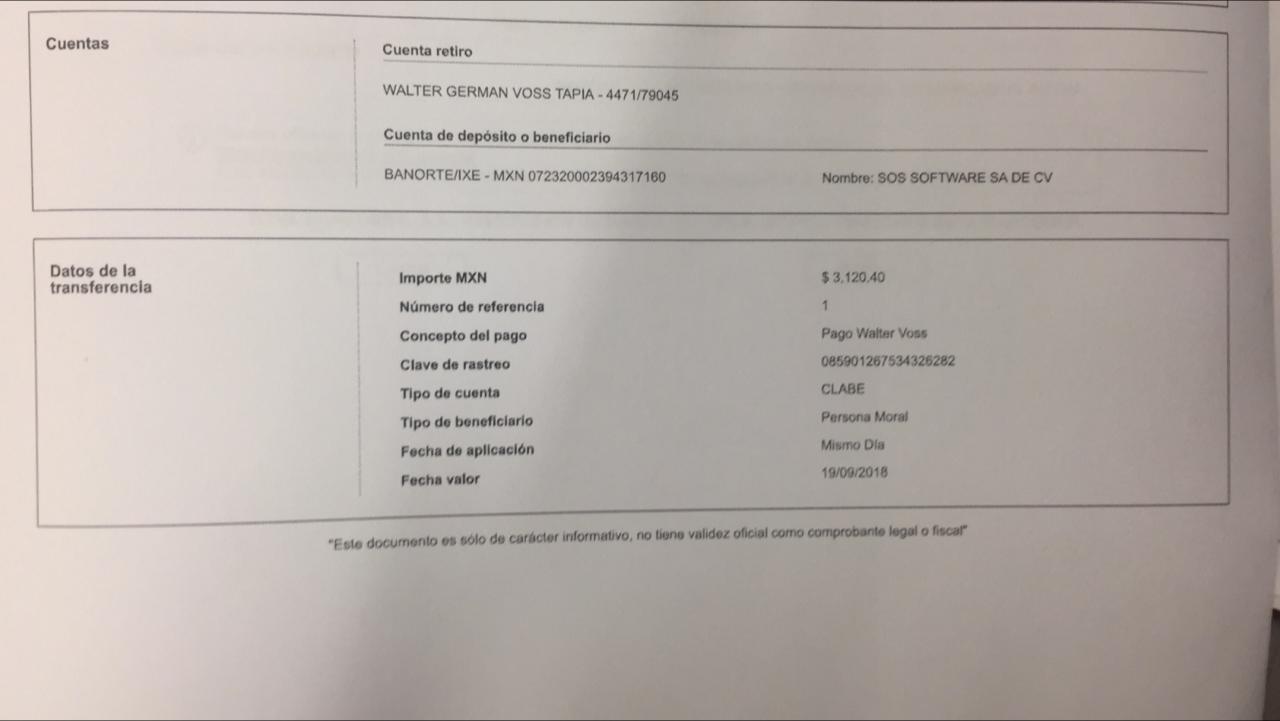 Cuentas
Cuenta retiro
WALTER GERMAN VOSS TAPIA - 4471/79045
Cuenta de depósito o beneficiario
BANORTE/IXE - MXN 072320002394317160 Nombre: SOS SOFTWARE SA DE CV
Datos de la
transferencia
Importe MXN $ 3,120.40
Número de referencia 1
Concepto del pago Pago Walter Voss
Clave de rastreo 085901267534326282
Tipo de cuenta CLABE
Tipo de beneficiario Persona Moral
Fecha de aplicación Mismo Día
Fecha valor 19/09/2018
"Este documento es sólo de carácter informativo, no tiene validez oficial como comprobante legal o fiscal"